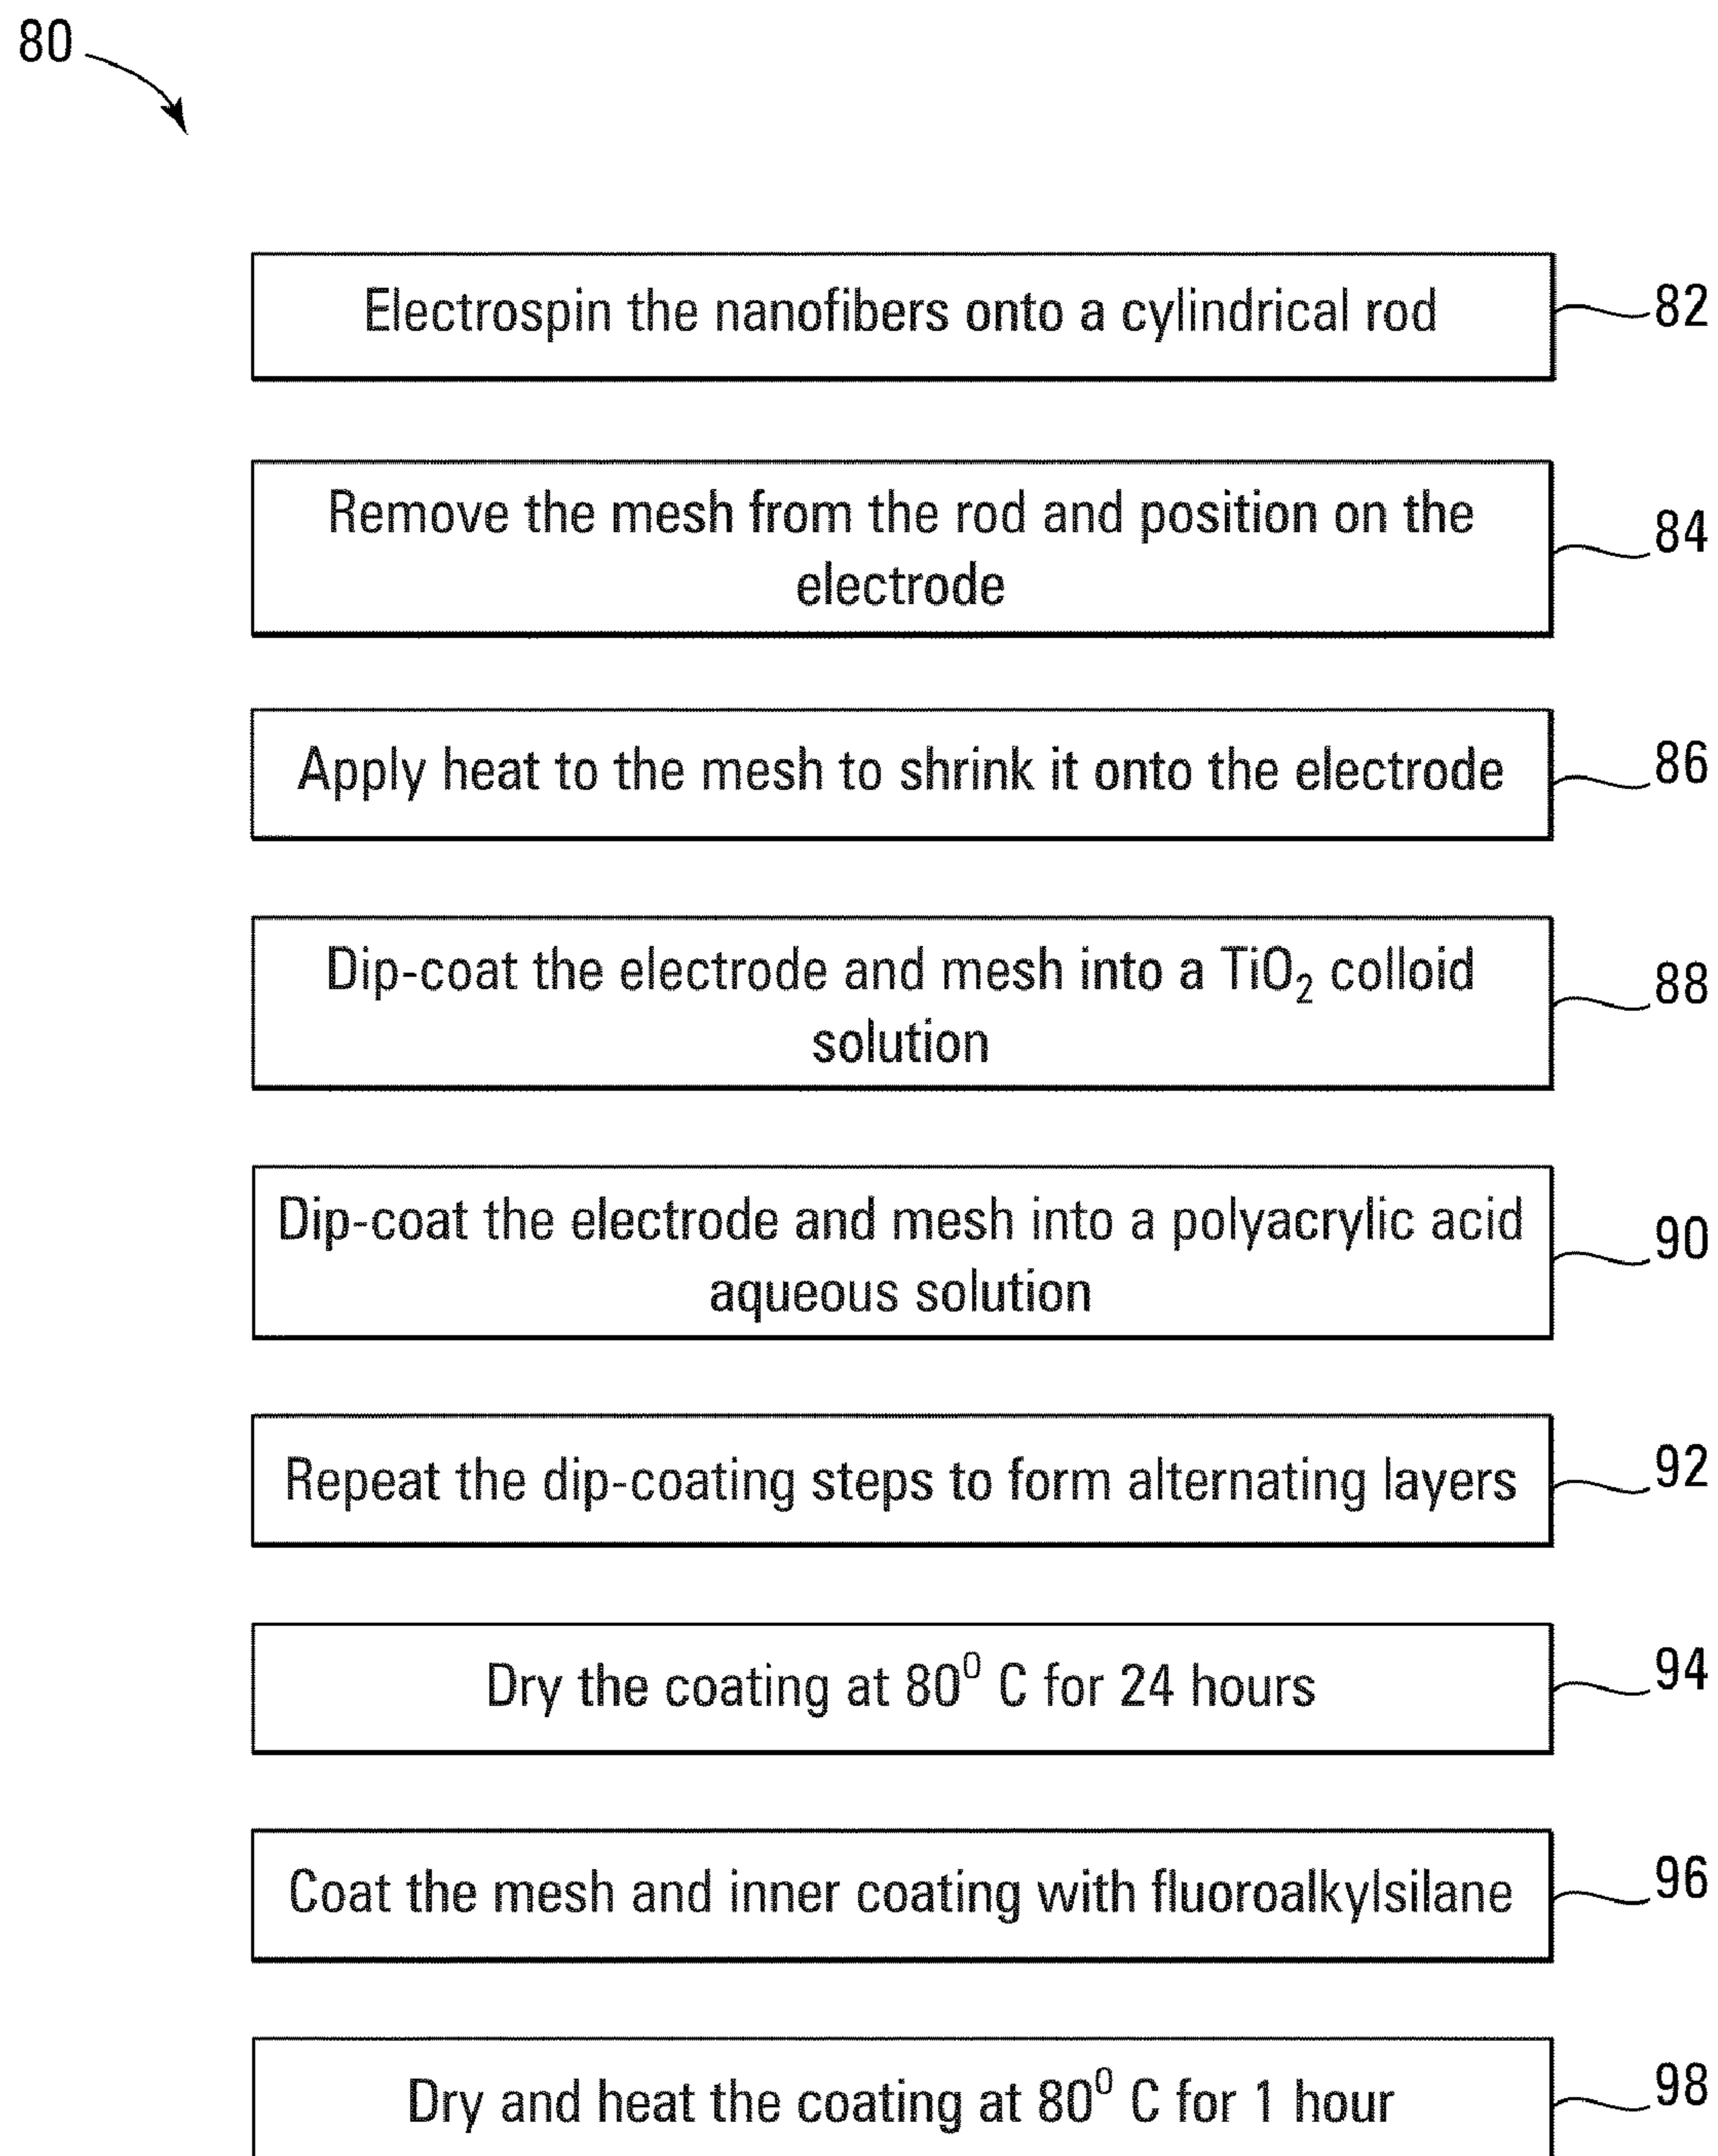 80
Electrospin the nanofibers onto a cylindrical rod
82
Remove the mesh from the rod and position on the
electrode
84
Apply heat to the mesh to shrink it onto the electrode
86
Dip-coat the electrode and mesh into a TiO₂ colloid
solution
88
Dip-coat the electrode and mesh into a polyacrylic acid
aqueous solution
90
Repeat the dip-coating steps to form alternating layers
92
Dry the coating at 80⁰ C for 24 hours
94
Coat the mesh and inner coating with fluoroalkylsilane
96
Dry and heat the coating at 80⁰ C for 1 hour
98